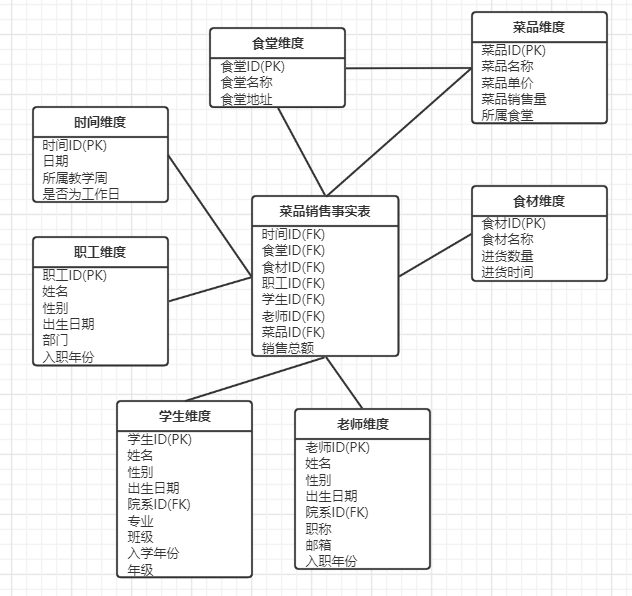 食堂维度
食堂ID(PK)
食堂名称
食堂地址
菜品维度
菜品ID(PK)
菜品名称
菜品单价
菜品销售量
所属食堂
时间维度
时间ID(PK)
日期
所属教学周
是否为工作日
菜品销售事实表
时间ID(FK)
食堂ID(FK)
食材ID(FK)
职工ID(FK)
学生ID(FK)
老师ID(FK)
菜品ID(FK)
销售总额
食材维度
食材ID(PK)
食材名称
进货数量
进货时间
职工维度
职工ID(PK)
姓名
性别
出生日期
部门
入职年份
学生维度
学生ID(PK)
姓名
性别
出生日期
院系ID(FK)
专业
班级
入学年份
年级
老师维度
老师ID(PK)
姓名
性别
出生日期
院系ID(FK)
职称
邮箱
入职年份